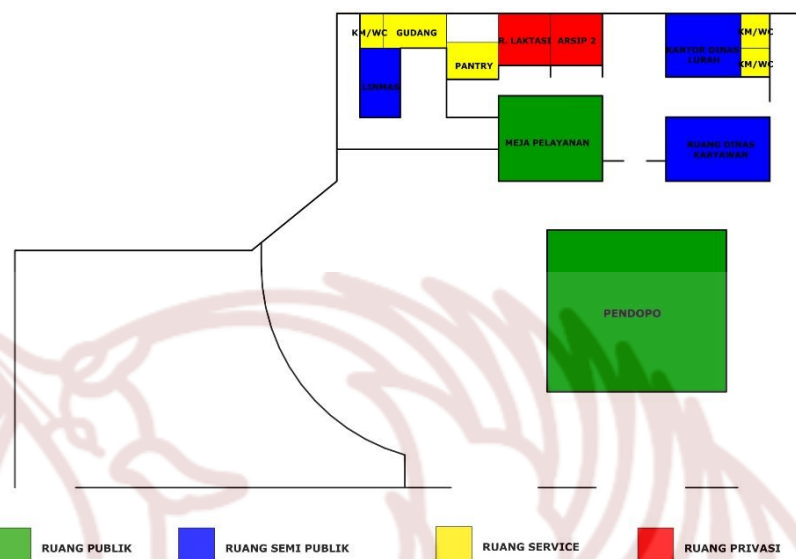 KM/WC
GUDANG
R. LAKTASI
ARSIP 2
KANTOR DINAS
LURAH
KM/WC
KM/WC
PANTRY
LINMAS
MEJA PELAYANAN
RUANG DINAS
KARYAWAN
PENDOPO
RUANG PUBLIK
RUANG SEMI PUBLIK
RUANG SERVICE
RUANG PRIVASI